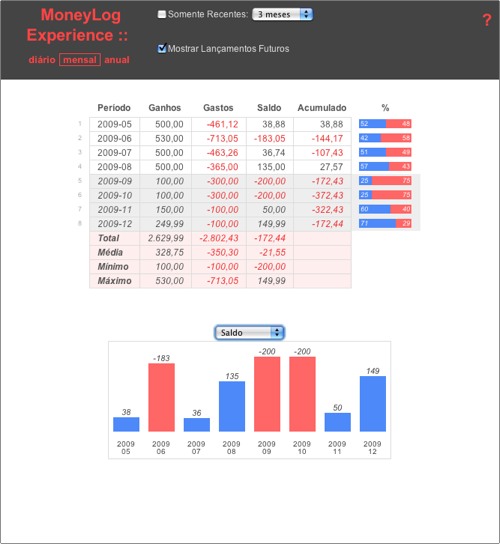 MoneyLog
Experience ::
diário mensal anual
Somente Recentes: 3 meses
Mostrar Lançamentos Futuros
?
Período Ganhos Gastos Saldo Acumulado %
1 2009-05 500,00 -461,12 38,88 38,88 52 48
2 2009-06 530,00 -713,05 -183,05 -144,17 42 58
3 2009-07 500,00 -463,26 36,74 -107,43 51 49
4 2009-08 500,00 -365,00 135,00 27,57 57 43
5 2009-09 100,00 -300,00 -200,00 -172,43 25 75
6 2009-10 100,00 -300,00 -200,00 -372,43 25 75
7 2009-11 150,00 -100,00 50,00 -322,43 60 40
8 2009-12 249,99 -100,00 149,99 -172,44 71 29
Total 2.629,99 -2.802,43 -172,44
Média 328,75 -350,30 -21,55
Mínimo 100,00 -100,00 -200,00
Máximo 530,00 -713,05 149,99
Saldo
38 -183 36 135 -200 -200 50 149
2009 2009 2009 2009 2009 2009 2009 2009
05 06 07 08 09 10 11 12